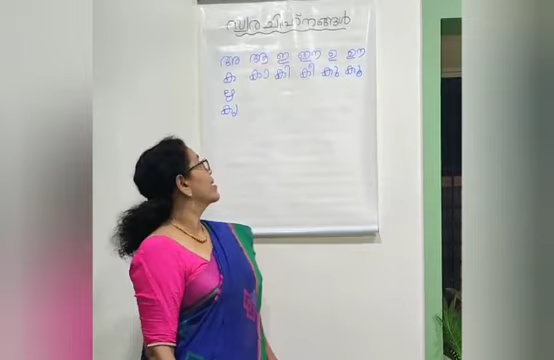 സ്വരചിഹ്നങ്ങൾ
അ ആ ഇ ഈ ഉ ഊ
ക കാ കി കീ കു കൂ
ഋ
കൃ